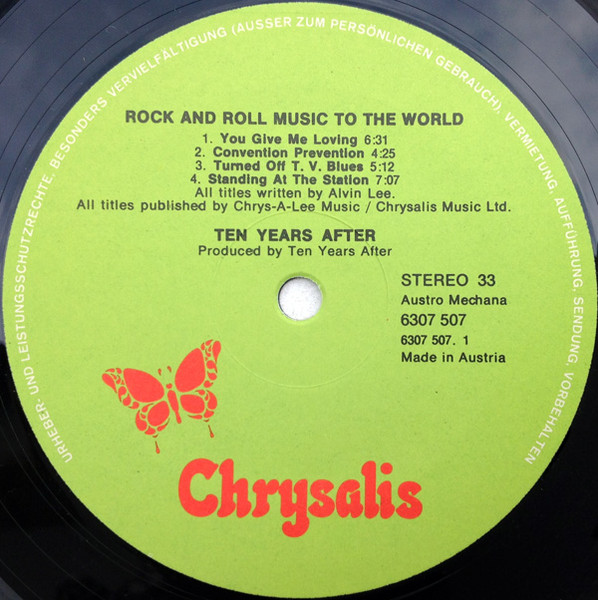 URHEBER- UND LEISTUNGSSCHUTZRECHTE, BESONDERS VERVIELFÄLTIGUNG (AUSSER ZUM PERSÖNLICHEN GEBRAUCH), VERMIETUNG, AUFFÜHRUNG, SENDUNG, VORBEHALTEN
ROCK AND ROLL MUSIC TO THE WORLD
1. You Give Me Loving 6:31
2. Convention Prevention 4:25
3. Turned Off T. V. Blues 5:12
4. Standing At The Station 7:07
All titles written by Alvin Lee.
All titles published by Chrys-A-Lee Music / Chrysalis Music Ltd.
TEN YEARS AFTER
Produced by Ten Years After
STEREO 33
Austro Mechana
6307 507
6307 507. 1
Made in Austria
Chrysalis